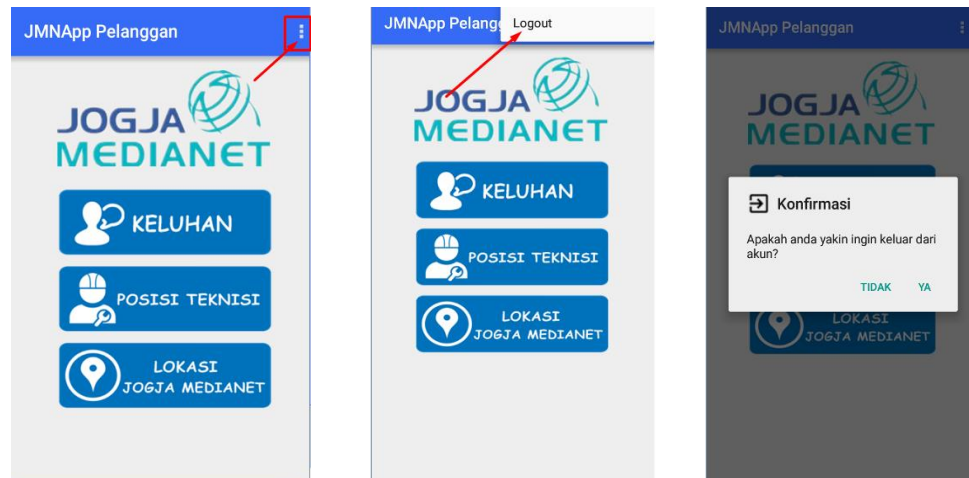 JMNApp Pelanggan
JOGJA
MEDIANET
KELUHAN
POSISI TEKNISI
LOKASI
JOGJA MEDIANET
JMNApp Pelang
Logout
JOGJA
MEDIANET
KELUHAN
POSISI TEKNISI
LOKASI
JOGJA MEDIANET
JMNApp Pelanggan
JOGJA
MEDIANET
Konfirmasi
Apakah anda yakin ingin keluar dari
akun?
TIDAK YA
LOKASI
JOGJA MEDIANET